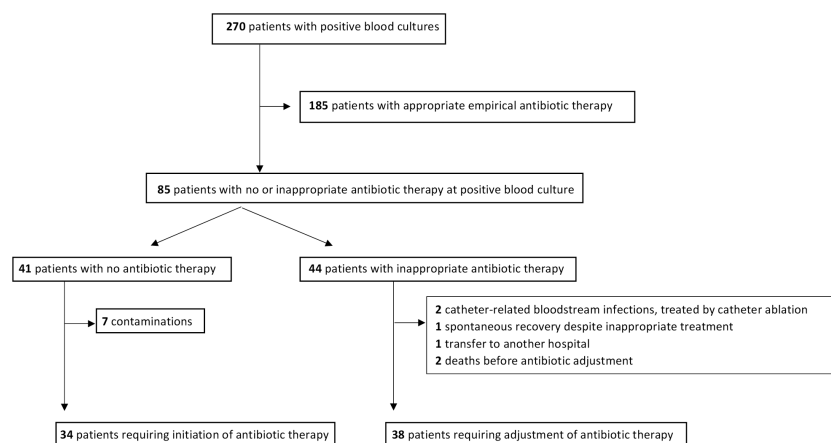 270 patients with positive blood cultures
185 patients with appropriate empirical antibiotic therapy
85 patients with no or inappropriate antibiotic therapy at positive blood culture
41 patients with no antibiotic therapy
44 patients with inappropriate antibiotic therapy
7 contaminations
2 catheter-related bloodstream infections, treated by catheter ablation
1 spontaneous recovery despite inappropriate treatment
1 transfer to another hospital
2 deaths before antibiotic adjustment
34 patients requiring initiation of antibiotic therapy
38 patients requiring adjustment of antibiotic therapy